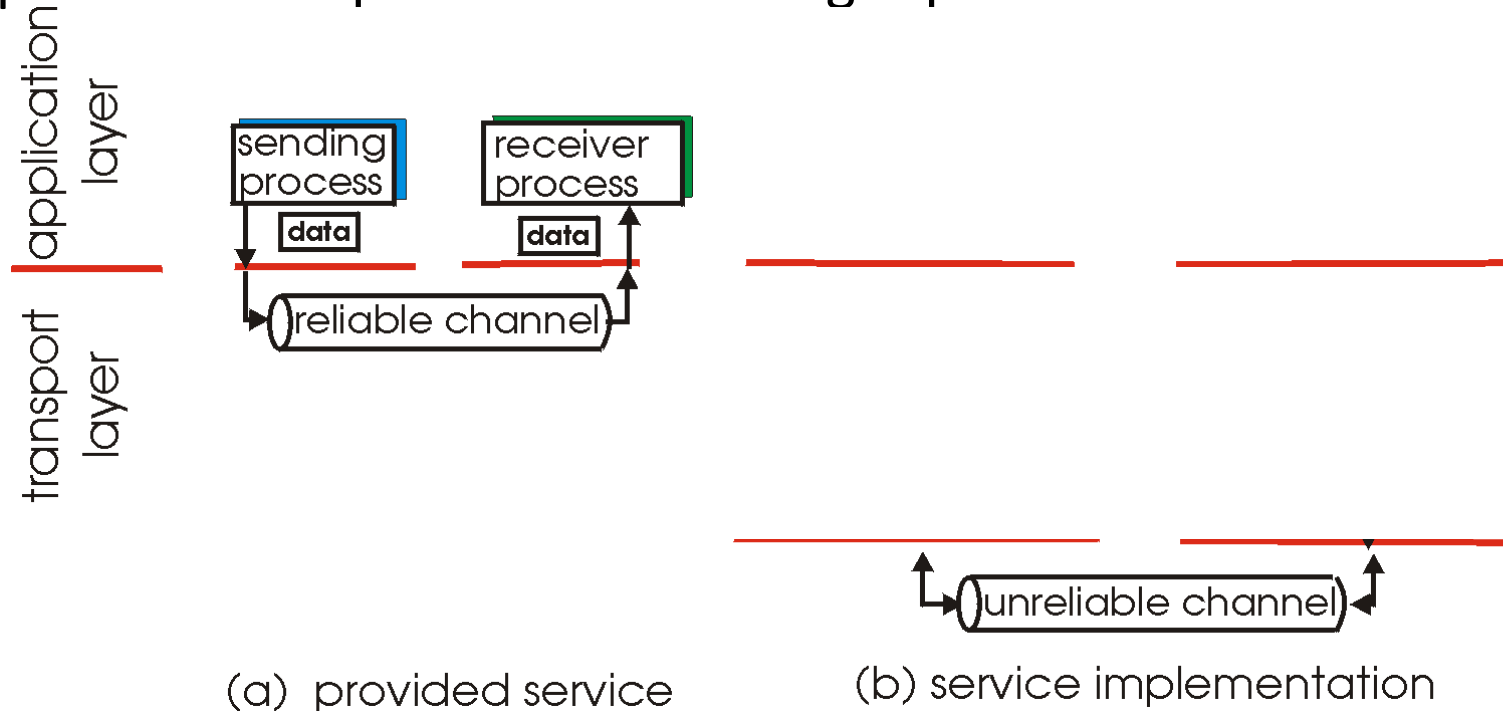 application
layer
transport
layer
sending
process
receiver
process
data
data
reliable channel
unreliable channel
(a) provided service
(b) service implementation